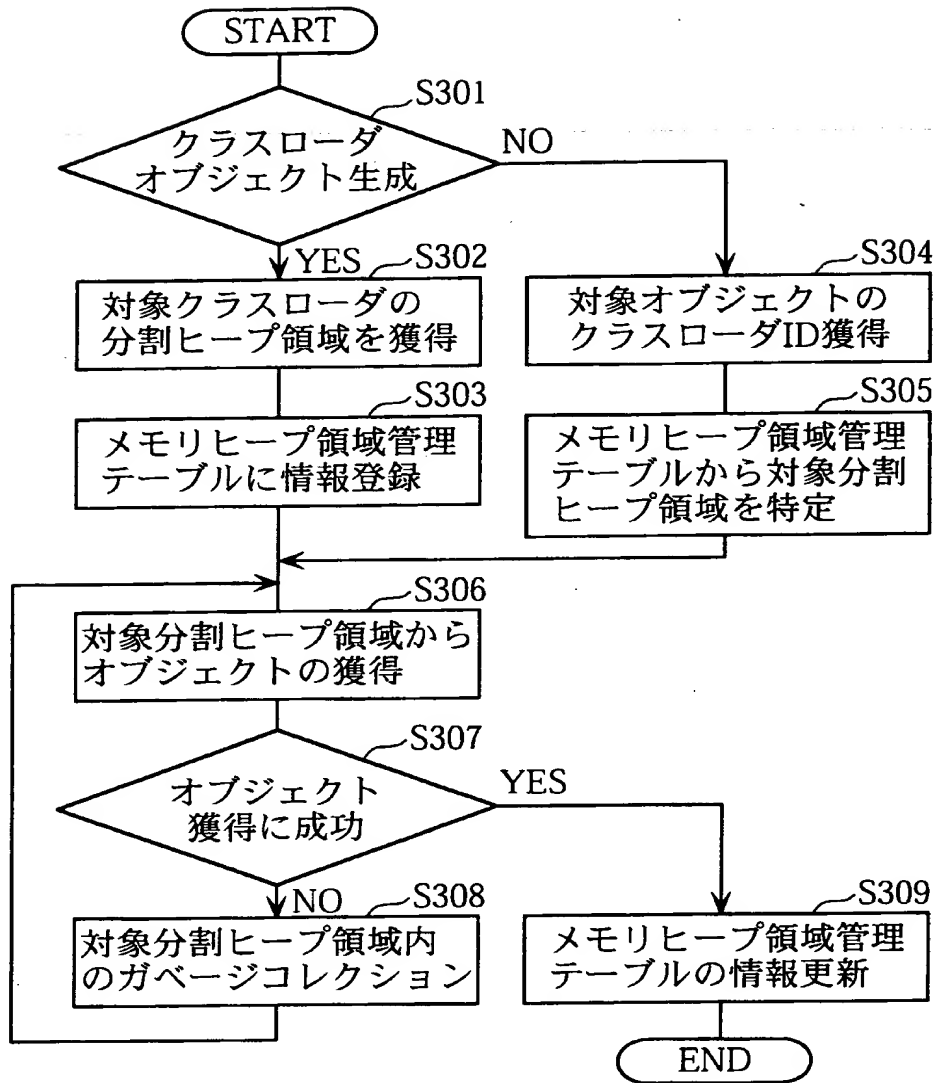 START
S301
クラスローダ
オブジェクト生成
NO
YES
S302
対象クラスローダの
分割ヒープ領域を獲得
S303
メモリヒープ領域管理
テーブルに情報登録
S304
対象オブジェクトの
クラスローダID獲得
S305
メモリヒープ領域管理
テーブルから対象分割
ヒープ領域を特定
S306
対象分割ヒープ領域から
オブジェクトの獲得
S307
オブジェクト
獲得に成功
YES
NO
S308
対象分割ヒープ領域内
のガベージコレクション
S309
メモリヒープ領域管理
テーブルの情報更新
END